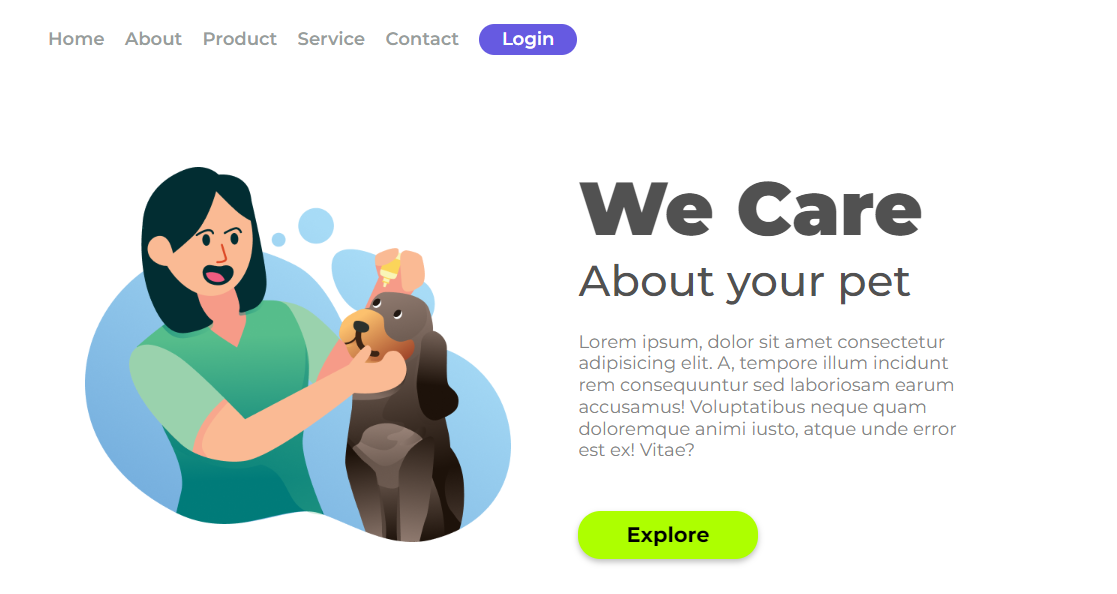 Home About Product Service Contact Login
We Care
About your pet
Lorem ipsum, dolor sit amet consectetur
adipisicing elit. A, tempore illum incidunt
rem consequuntur sed laboriosam earum
accusamus! Voluptatibus neque quam
doloremque animi iusto, atque unde error
est ex! Vitae?
Explore